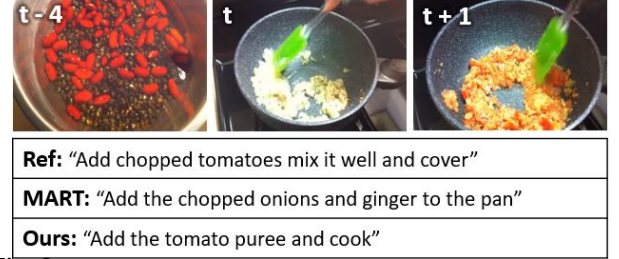 t - 4
t
t + 1
Ref: “Add chopped tomatoes mix it well and cover”
MART: “Add the chopped onions and ginger to the pan”
Ours: “Add the tomato puree and cook”